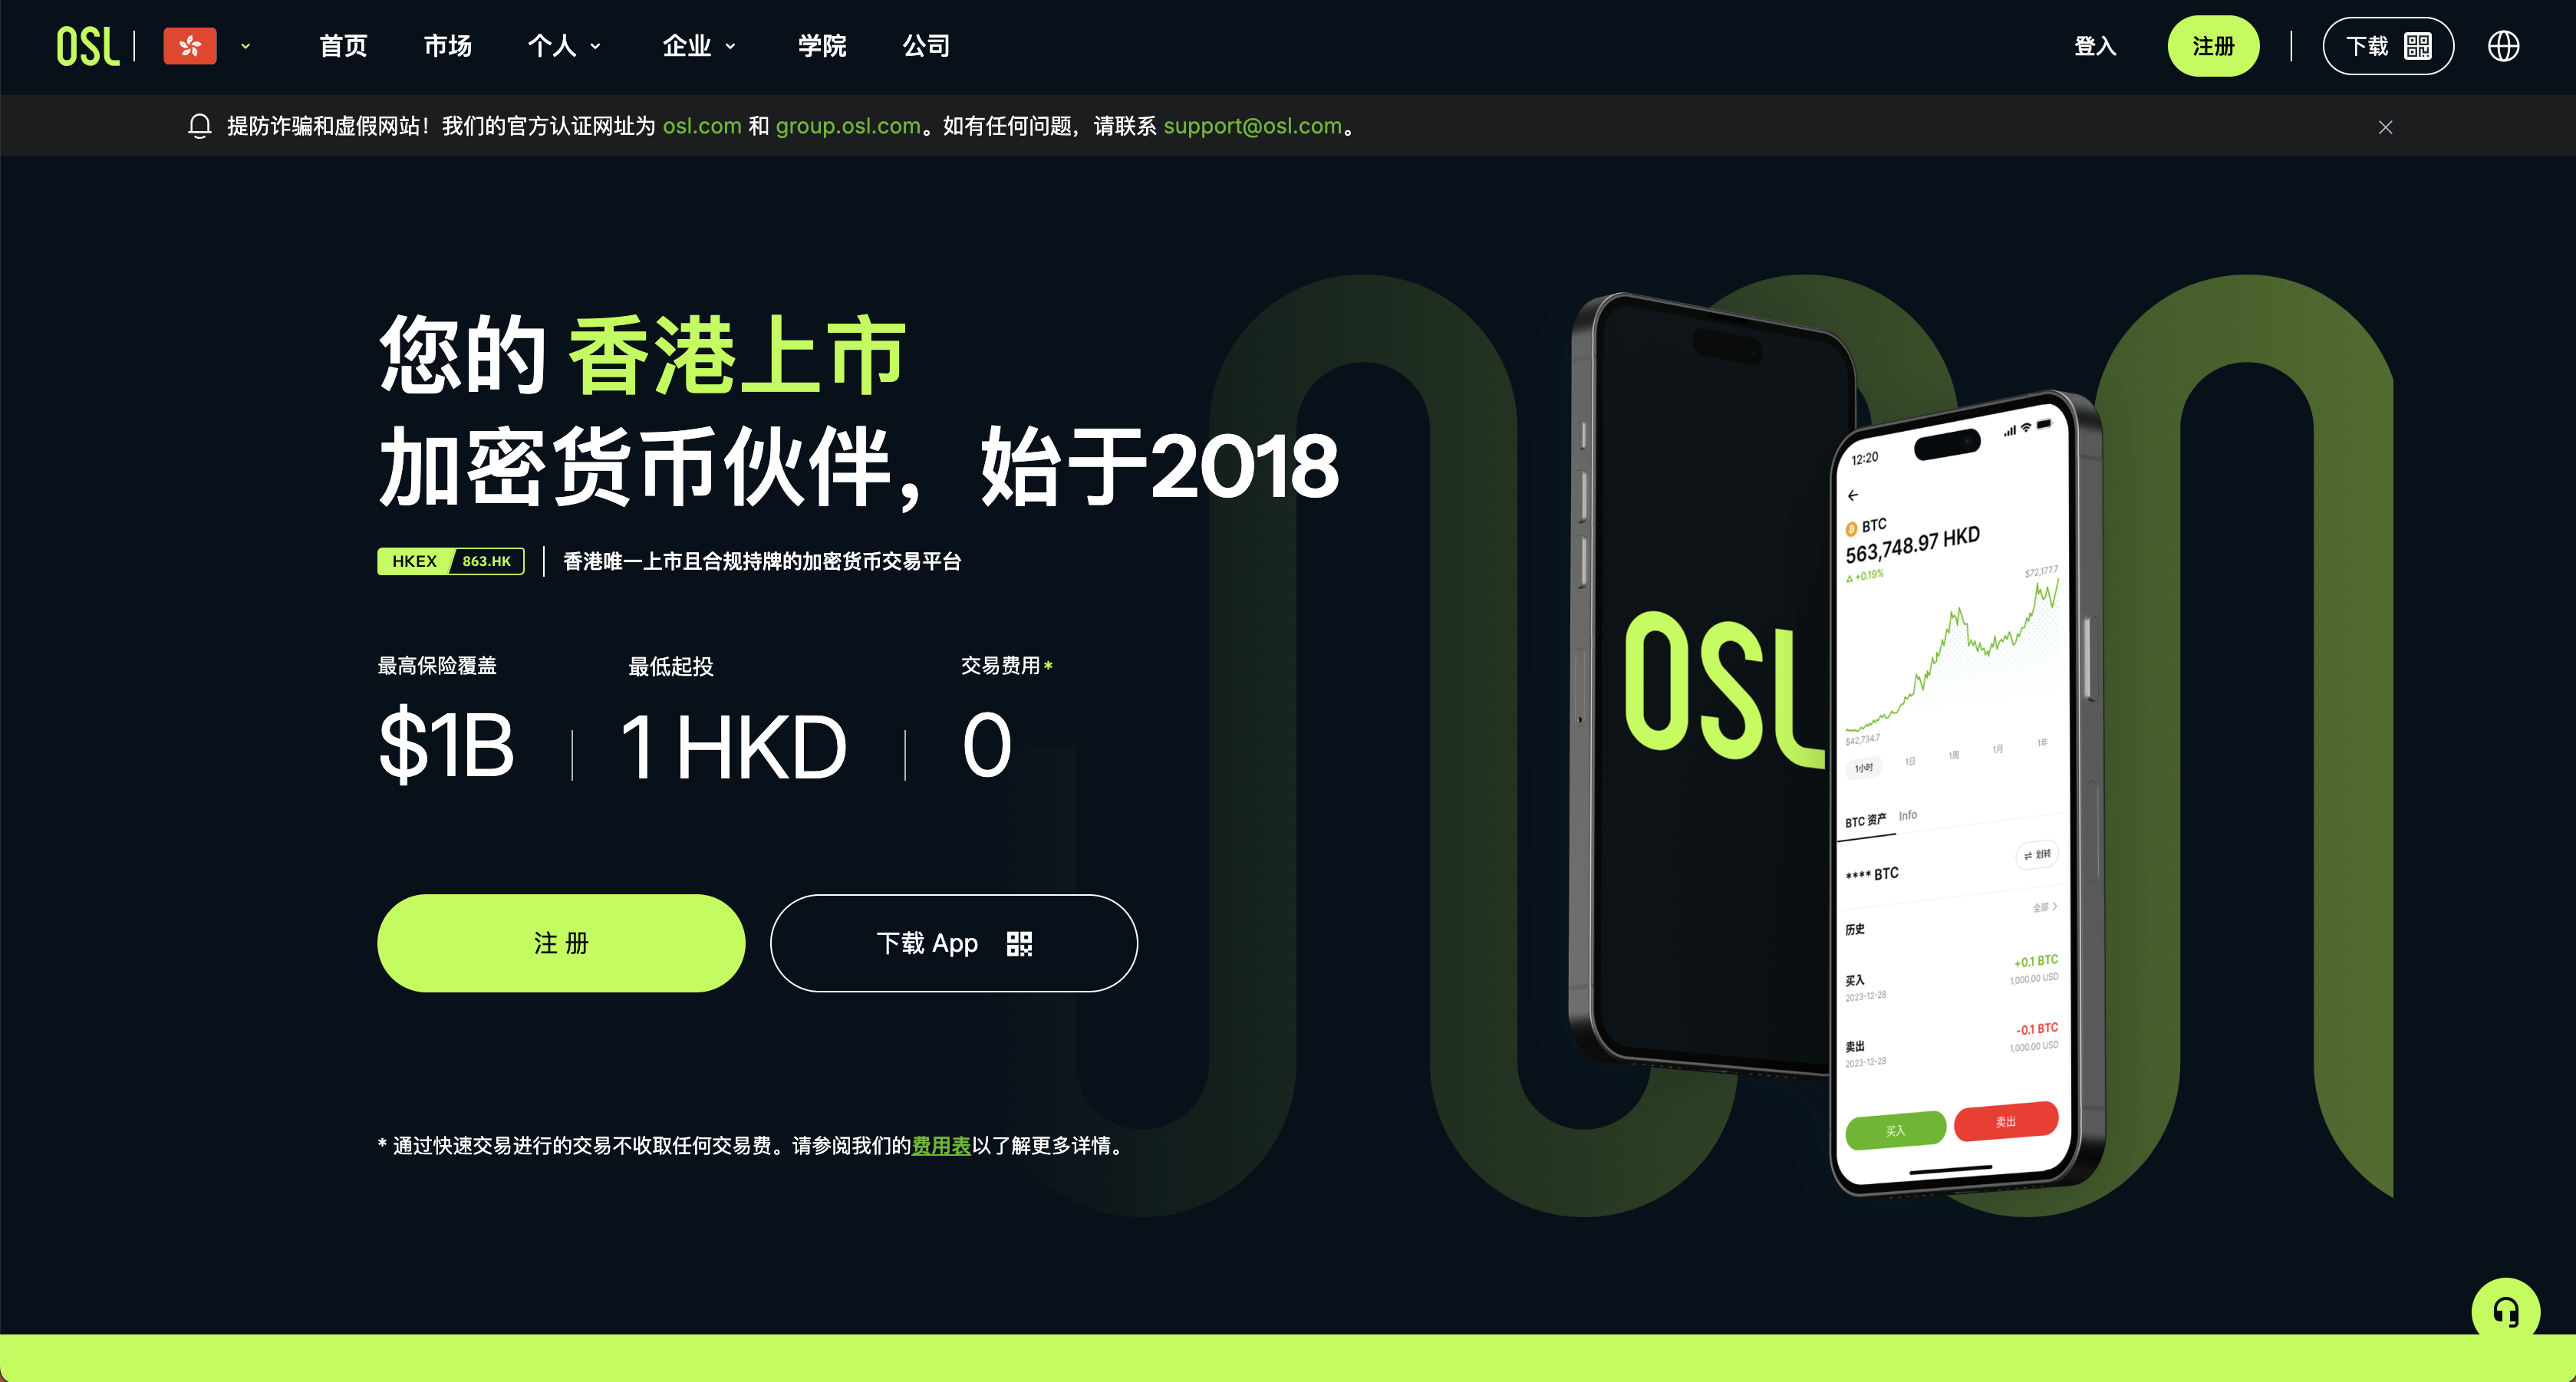 OSL
首页 市场 个人 企业 学院 公司 登入 注册 下载
提防诈骗和虚假网站！我们的官方认证网址为 osl.com 和 group.osl.com。如有任何问题，请联系 support@osl.com。
您的 香港上市
加密货币伙伴，始于2018
HKEX 863.HK 香港唯一上市且合规持牌的加密货币交易平台
最高保险覆盖 最低起投 交易费用*
$1B 1 HKD 0
注 册 下载 App
* 通过快速交易进行的交易不收取任何交易费。请参阅我们的费用表以了解更多详情。
OSL
12:20
BTC
563,748.97 HKD
+0.19%
$72,177.7
$42,734.7
1小时 1日 1周 1月 1年
BTC 资产 Info
**** BTC 划转
历史 全部
买入 +0.1 BTC
2023-12-28 1,000.00 USD
卖出 -0.1 BTC
2023-12-28 1,000.00 USD
买入 卖出